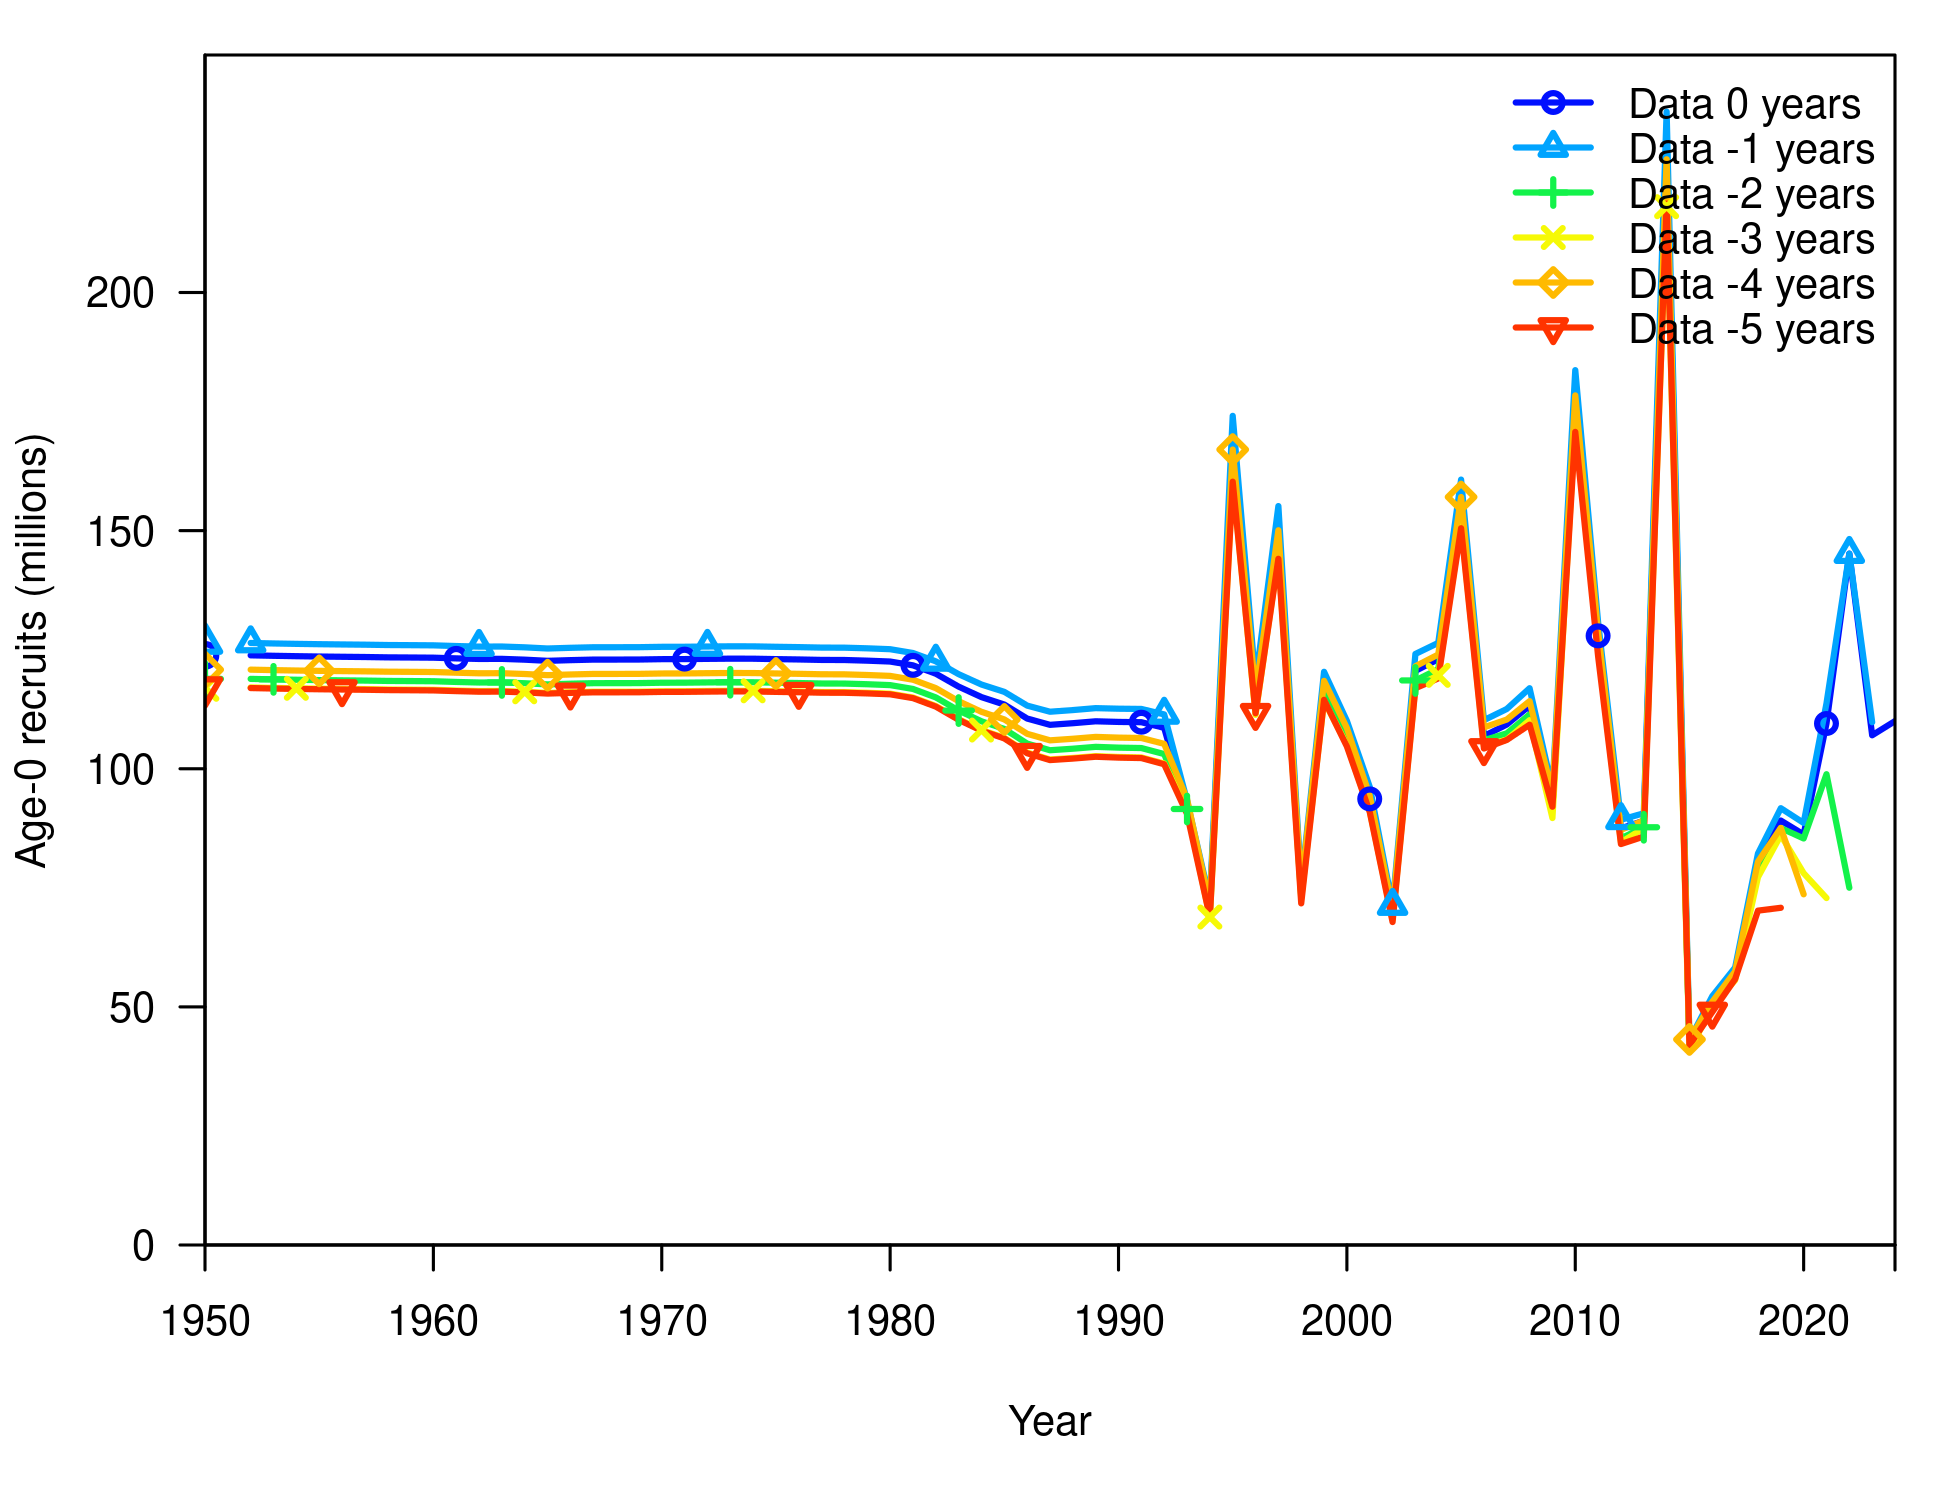 Data 0 years
Data -1 years
Data -2 years
Data -3 years
Data -4 years
Data -5 years
Age-0 recruits (millions)
200
150
100
50
0
1950 1960 1970 1980 1990 2000 2010 2020
Year